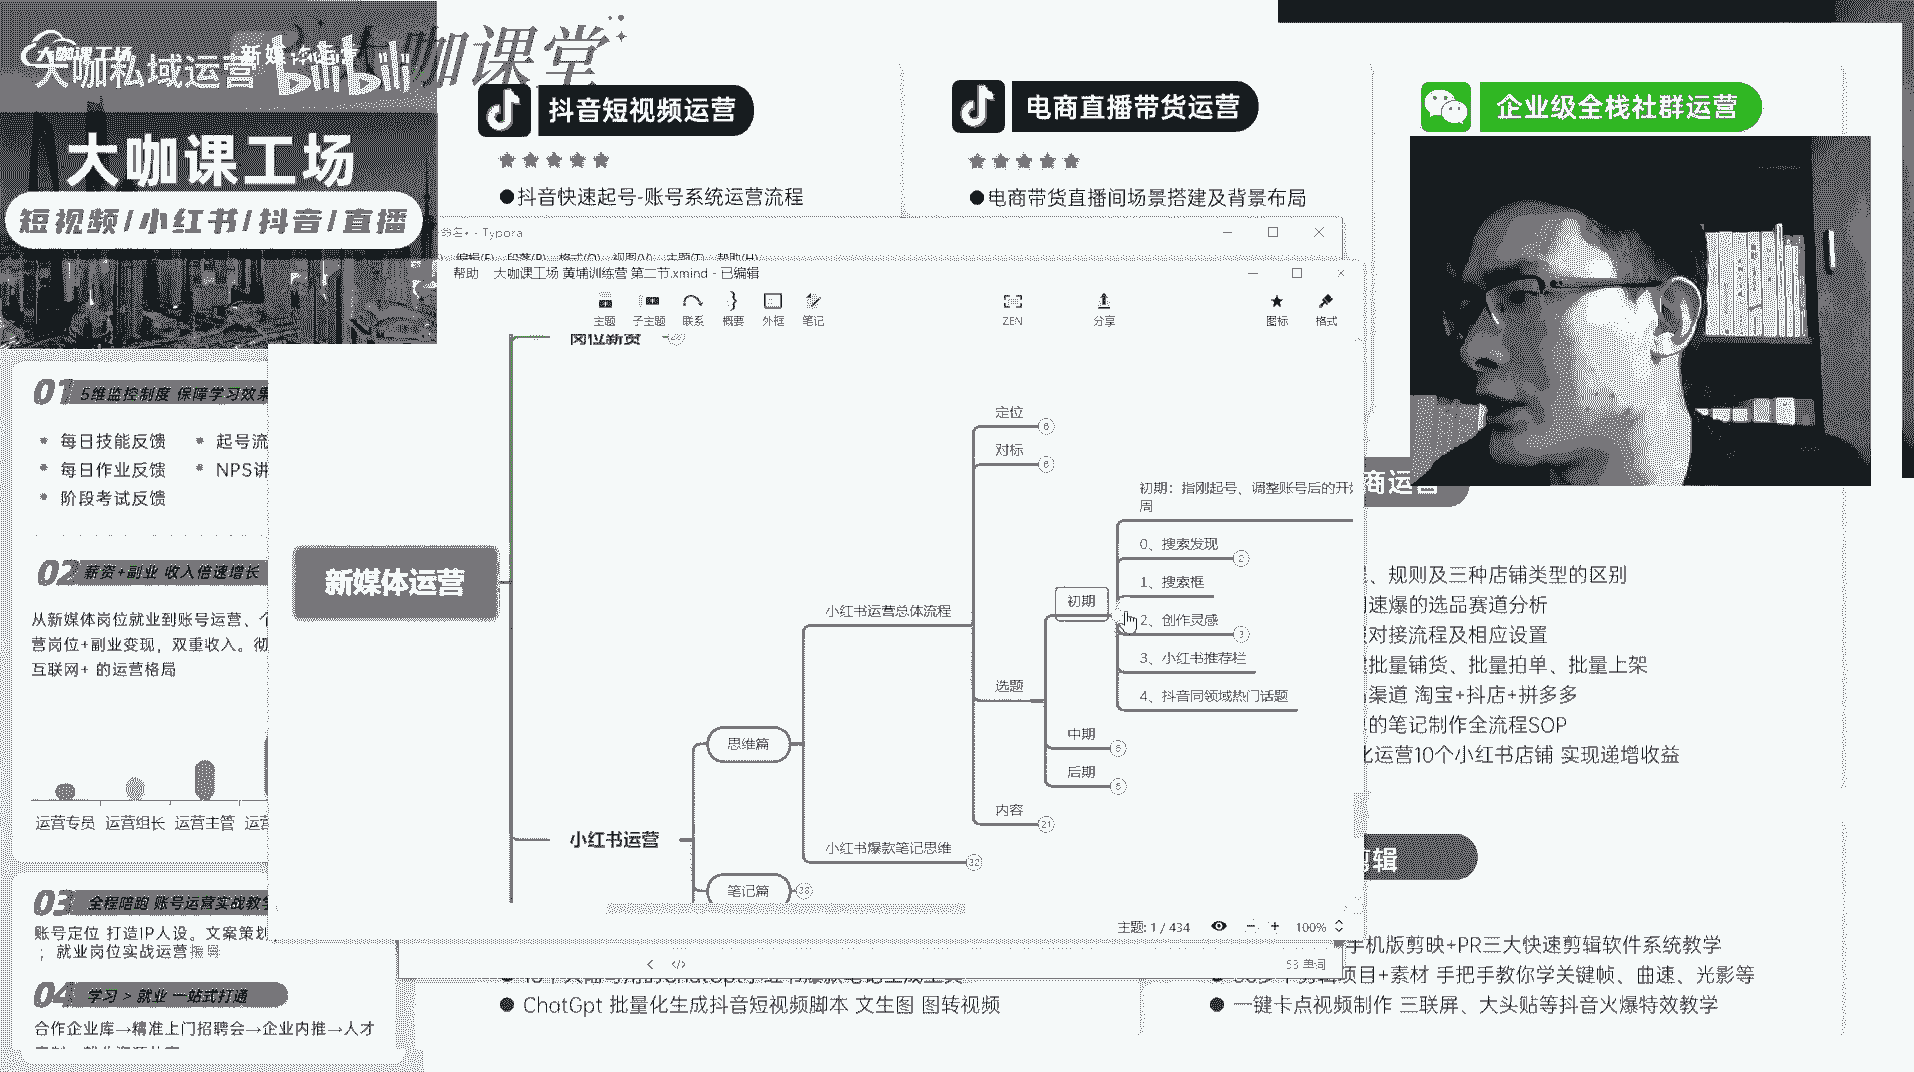 大咖课工场
新媒体运营
大咖私域运营
bilibili
大咖课堂
大咖课工场
短视频/小红书/抖音/直播
抖音短视频运营
●抖音快速起号-账号系统运营流程
电商直播带货运营
●电商带货直播间场景搭建及背景布局
企业级全栈社群运营
- Typora
编辑(E) 段落(P) 格式(O) 视图(V) 主题(T) 帮助(H)
帮助 大咖课工场 黄埔训练营 第二节.xmind - 已编辑
主题 子主题 联系 概要 外框 笔记 ZEN 分享 图标 格式
岗位薪资
定位 6
对标 6
初期：指刚起号、调整账号后的开始
周
0、搜索发现 2
1、搜索框
初期
2、创作灵感 3
小红书运营总体流程
3、小红书推荐栏
选题
4、抖音同领域热门话题
新媒体运营
中期
思维篇
后期
内容 21
小红书运营
小红书爆款笔记思维 32
笔记篇 38
主题: 1 / 434 100%
53 单词
01 5维监控制度 保障学习效果
每日技能反馈 起号流
每日作业反馈 NPS讲
阶段考试反馈
02 薪资+副业 收入倍速增长
从新媒体岗位就业到账号运营、个
营岗位+副业变现，双重收入。彻
互联网+ 的运营格局
运营专员 运营组长 运营主管 运营
03 全程陪跑 账号运营实战教学
账号定位 打造IP人设。文案策划
；就业岗位实战运营
04 学习 > 就业 一站式打通
合作企业库→精准上门招聘会→企业内推→人才
商运营
、规则及三种店铺类型的区别
速爆的选品赛道分析
对接流程及相应设置
批量铺货、批量拍单、批量上架
渠道 淘宝+抖店+拼多多
的笔记制作全流程SOP
化运营10个小红书店铺 实现递增收益
剪辑
手机版剪映+PR三大快速剪辑软件系统教学
项目+素材 手把手教你学关键帧、曲速、光影等
●一键卡点视频制作 三联屏、大头贴等抖音火爆特效教学
● ChatGpt 批量化生成抖音短视频脚本 文生图 图转视频